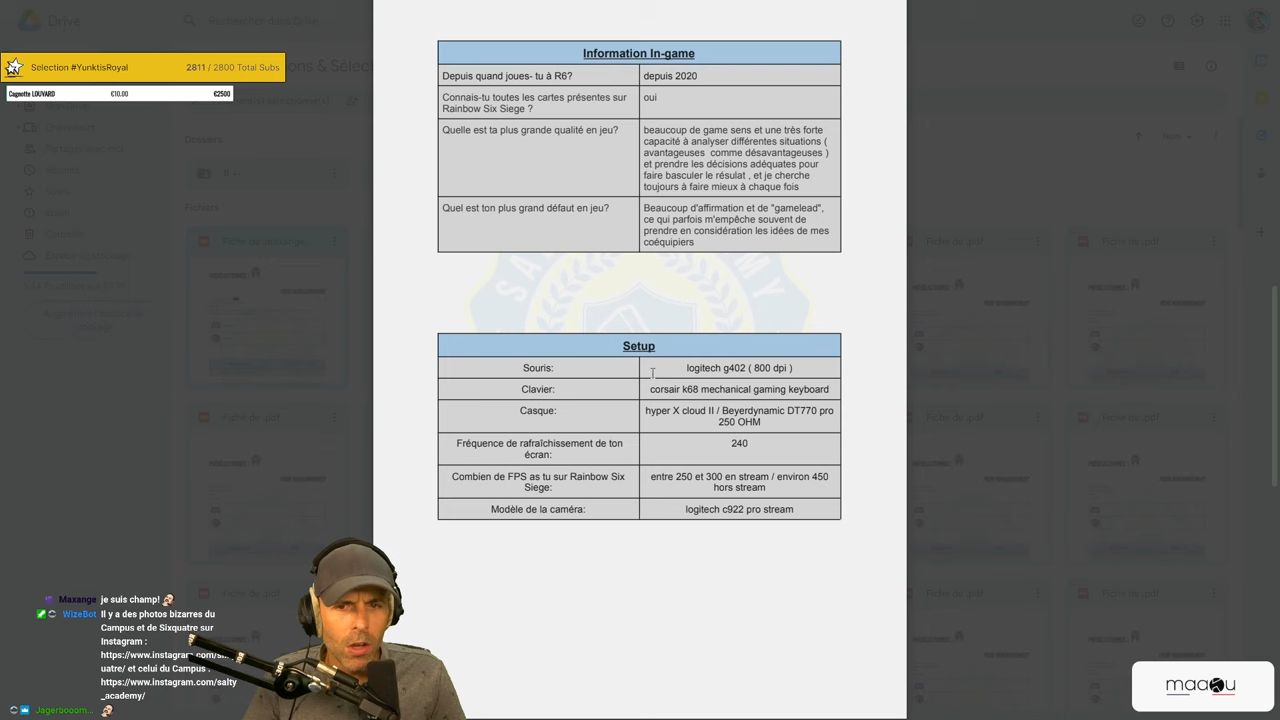 Drive
Rechercher dans Drive
Selection #YunktisRoyal
2811 / 2800 Total Subs
Cagnotte LOUVARD
€10.00
€2500
Dossiers
Fichiers
Information In-game
Depuis quand joues- tu à R6?
depuis 2020
Connais-tu toutes les cartes présentes sur
Rainbow Six Siege ?
oui
Quelle est ta plus grande qualité en jeu?
beaucoup de game sens et une très forte
capacité à analyser différentes situations (
avantageuses comme désavantageuses )
et prendre les décisions adéquates pour
faire basculer le résulat , et je cherche
toujours à faire mieux à chaque fois
Quel est ton plus grand défaut en jeu?
Beaucoup d'affirmation et de "gamelead",
ce qui parfois m'empêche souvent de
prendre en considération les idées de mes
coéquipiers
Setup
Souris:
logitech g402 ( 800 dpi )
Clavier:
corsair k68 mechanical gaming keyboard
Casque:
hyper X cloud II / Beyerdynamic DT770 pro
250 OHM
Fréquence de rafraîchissement de ton
écran:
240
Combien de FPS as tu sur Rainbow Six
Siege:
entre 250 et 300 en stream / environ 450
hors stream
Modèle de la caméra:
logitech c922 pro stream
Maxange je suis champ!
WizeBot Il y a des photos bizarres du
Campus et de Sixquatre sur
Instagram :
https://www.instagram.com/
uatre/ et celui du Campus :
https://www.instagram.com/salty
_academy/
Jagerbooom...
maaku